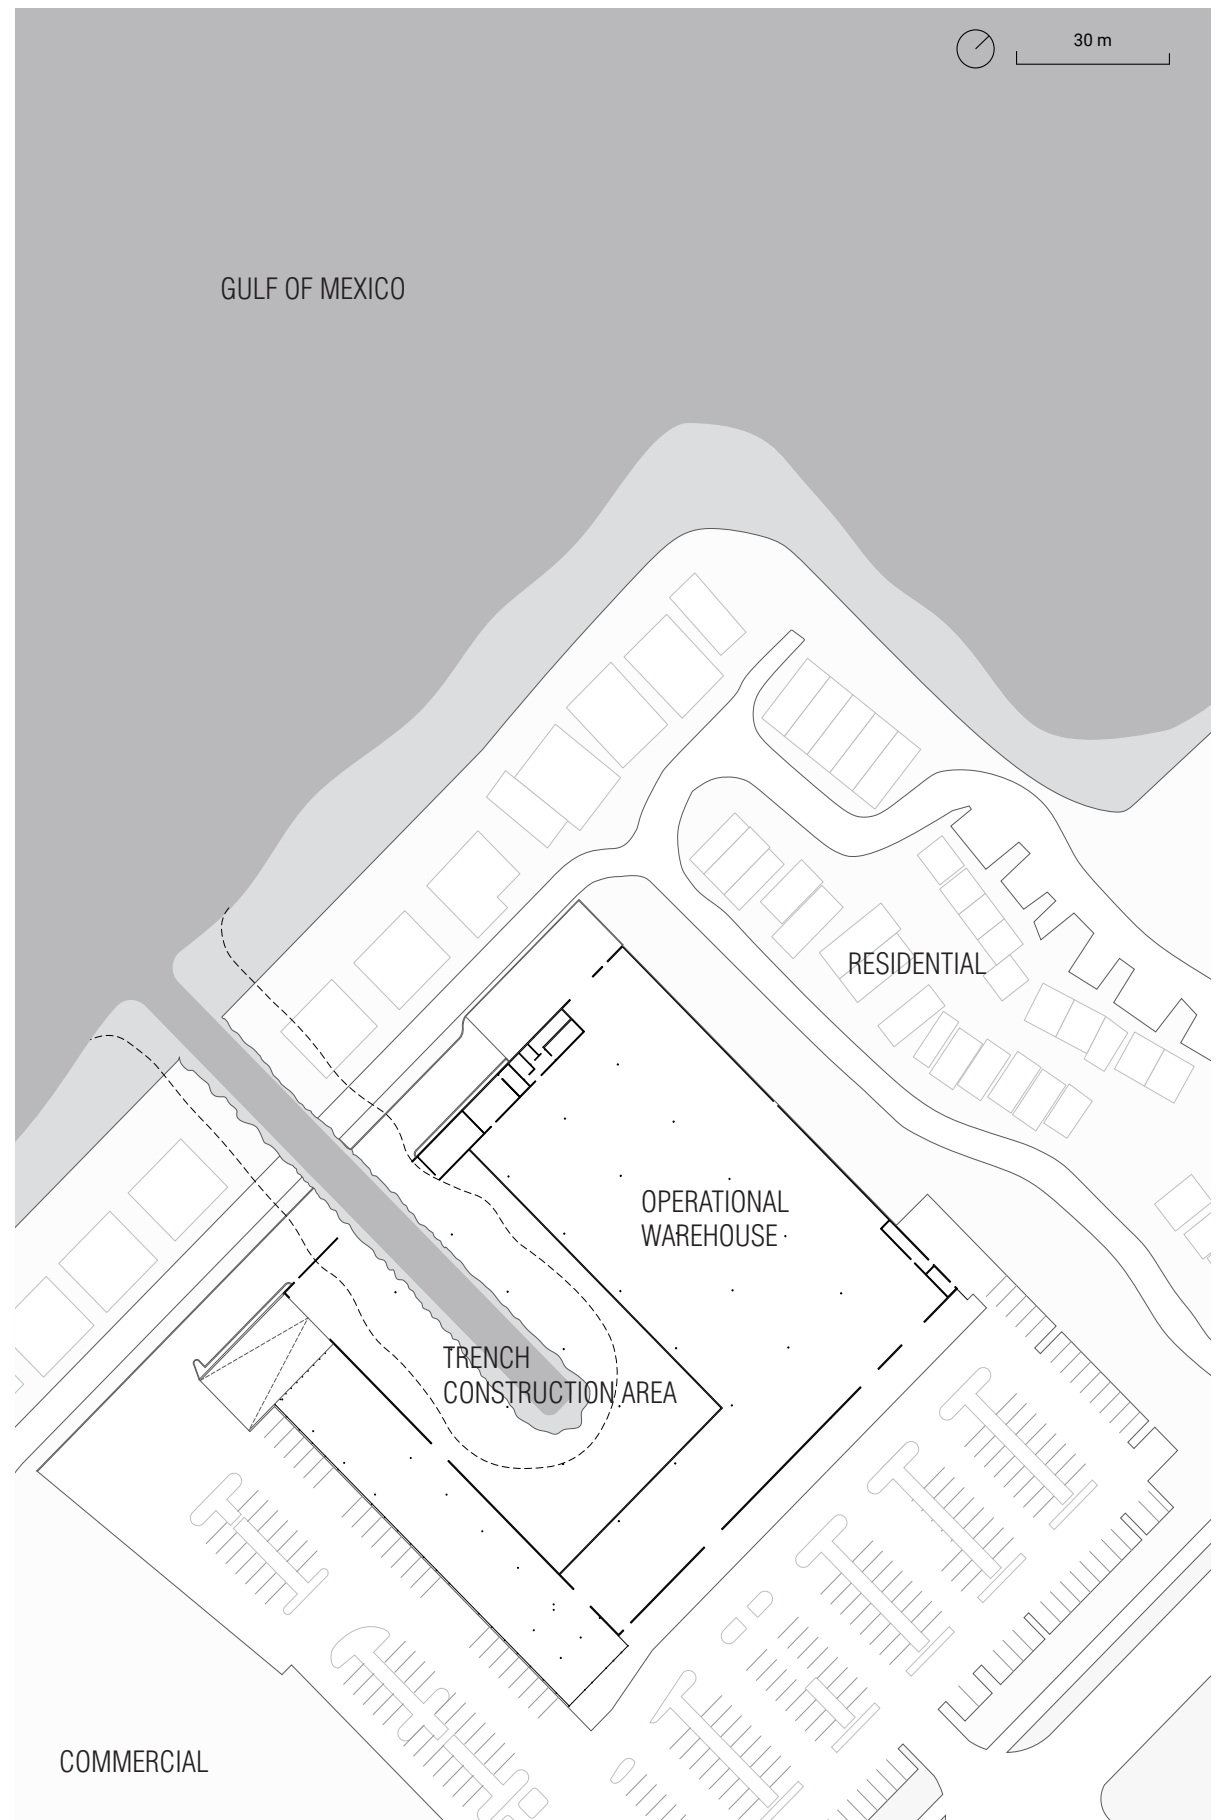 30 m
GULF OF MEXICO
RESIDENTIAL
OPERATIONAL
WAREHOUSE
TRENCH
CONSTRUCTION AREA
COMMERCIAL